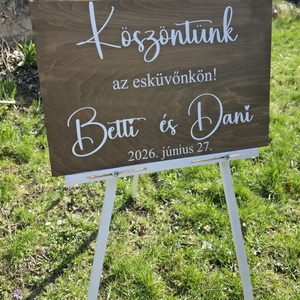 Köszöntünk
az esküvőnkön!
Betti és Dani
2026. június 27.